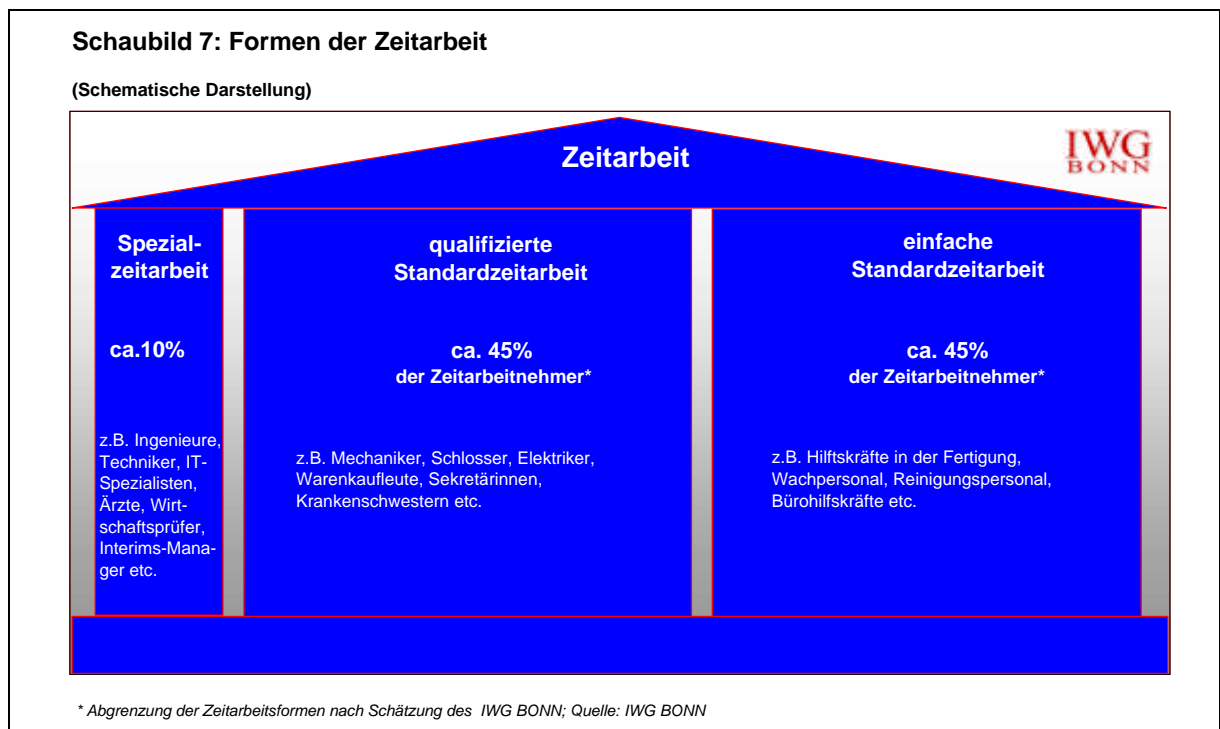 Schaubild 7: Formen der Zeitarbeit
(Schematische Darstellung)
Zeitarbeit
IWG
BONN
Spezial-
zeitarbeit
ca.10%
z.B. Ingenieure,
Techniker, IT-
Spezialisten,
Ärzte, Wirt-
schaftsprüfer,
Interims-Mana-
ger etc.
qualifizierte
Standardzeitarbeit
ca. 45%
der Zeitarbeitnehmer*
z.B. Mechaniker, Schlosser, Elektriker,
Warenkaufleute, Sekretärinnen,
Krankenschwestern etc.
einfache
Standardzeitarbeit
ca. 45%
der Zeitarbeitnehmer*
z.B. Hilftskräfte in der Fertigung,
Wachpersonal, Reinigungspersonal,
Bürohilfskräfte etc.
* Abgrenzung der Zeitarbeitsformen nach Schätzung des IWG BONN; Quelle: IWG BONN